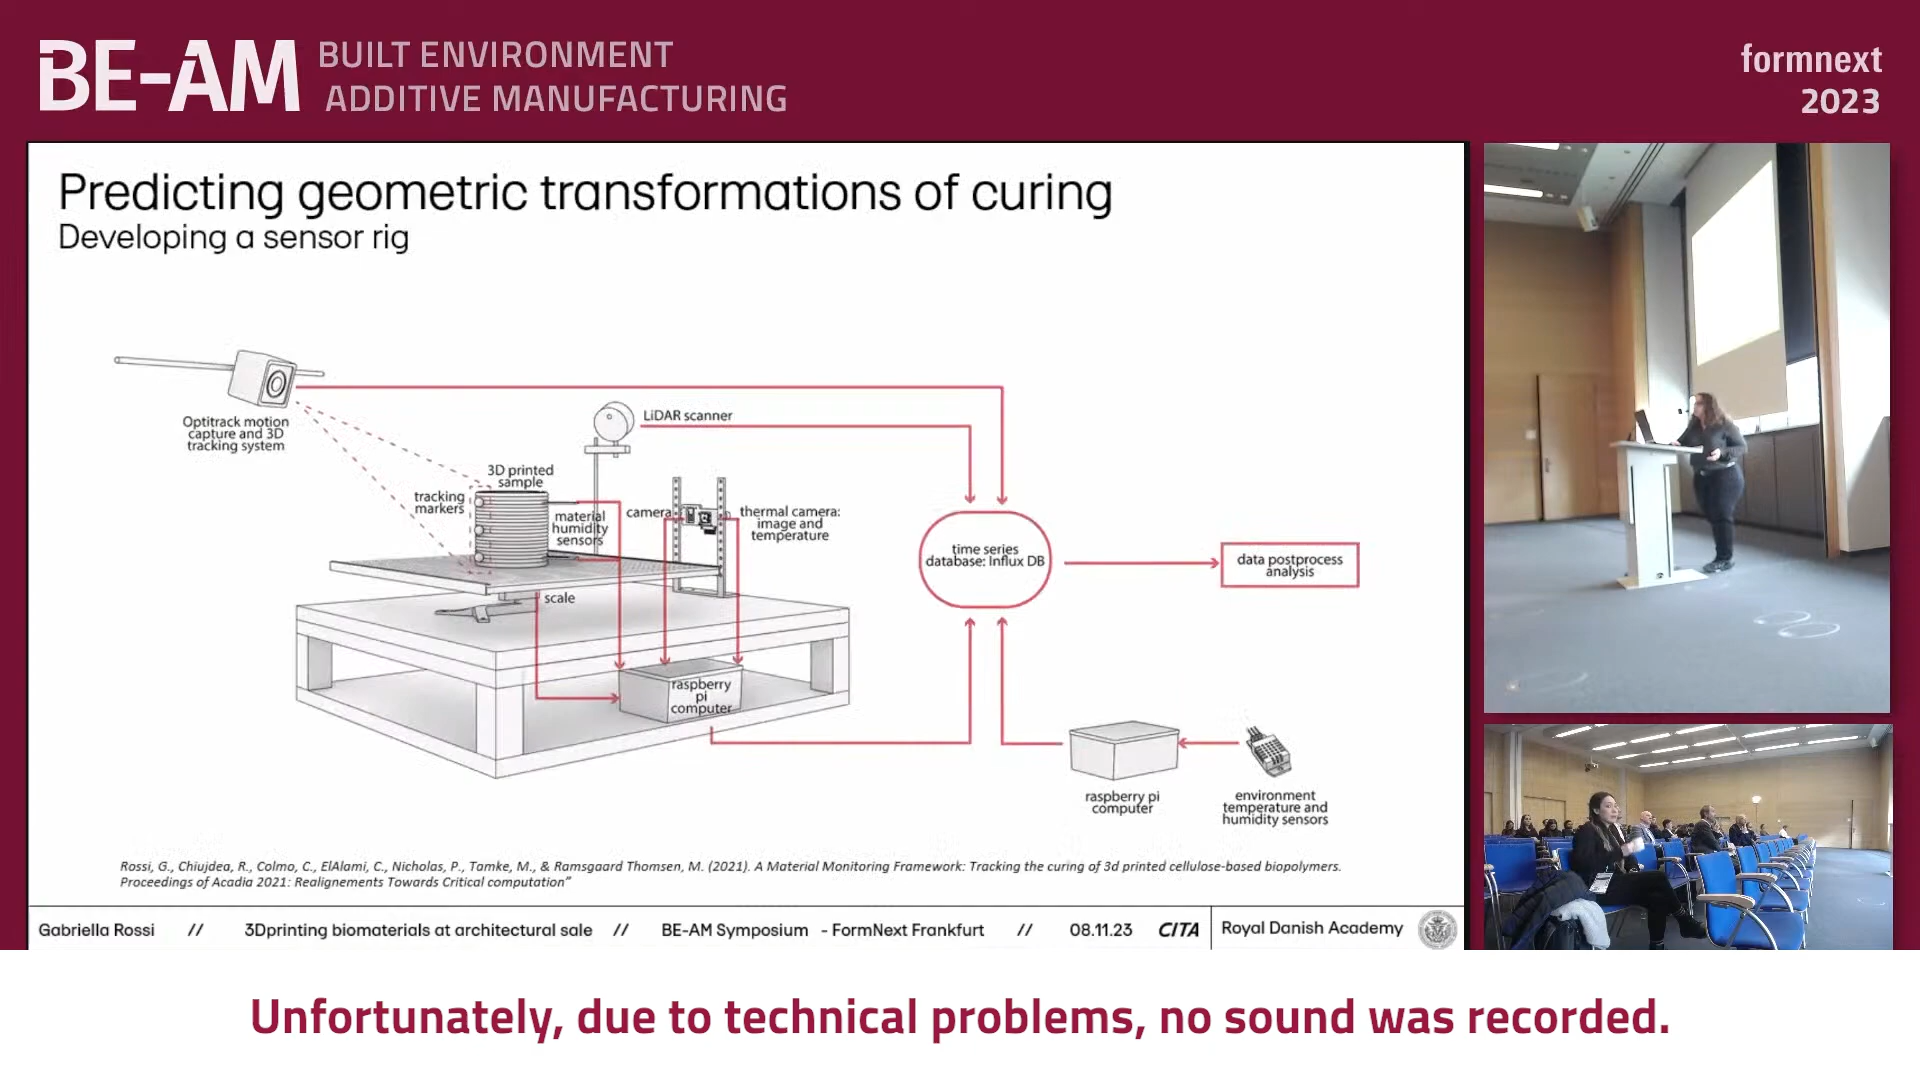 BE-AM BUILT ENVIRONMENT
ADDITIVE MANUFACTURING
formnext
2023
Predicting geometric transformations of curing
Developing a sensor rig
Optitrack motion
capture and 3D
tracking system
LiDAR scanner
3D printed
sample
tracking
markers
material
humidity
sensors
camera
thermal camera:
image and
temperature
scale
raspberry
pi
computer
time series
database: Influx DB
data postprocess
analysis
raspberry pi
computer
environment
temperature and
humidity sensors
Rossi, G., Chiujdea, R., Colmo, C., ElAlami, C., Nicholas, P., Tamke, M., & Ramsgaard Thomsen, M. (2021). A Material Monitoring Framework: Tracking the curing of 3d printed cellulose-based biopolymers.
Proceedings of Acadia 2021: Realignements Towards Critical computation"
Gabriella Rossi // 3Dprinting biomaterials at architectural sale // BE-AM Symposium - FormNext Frankfurt // 08.11.23 CITA Royal Danish Academy
Unfortunately, due to technical problems, no sound was recorded.